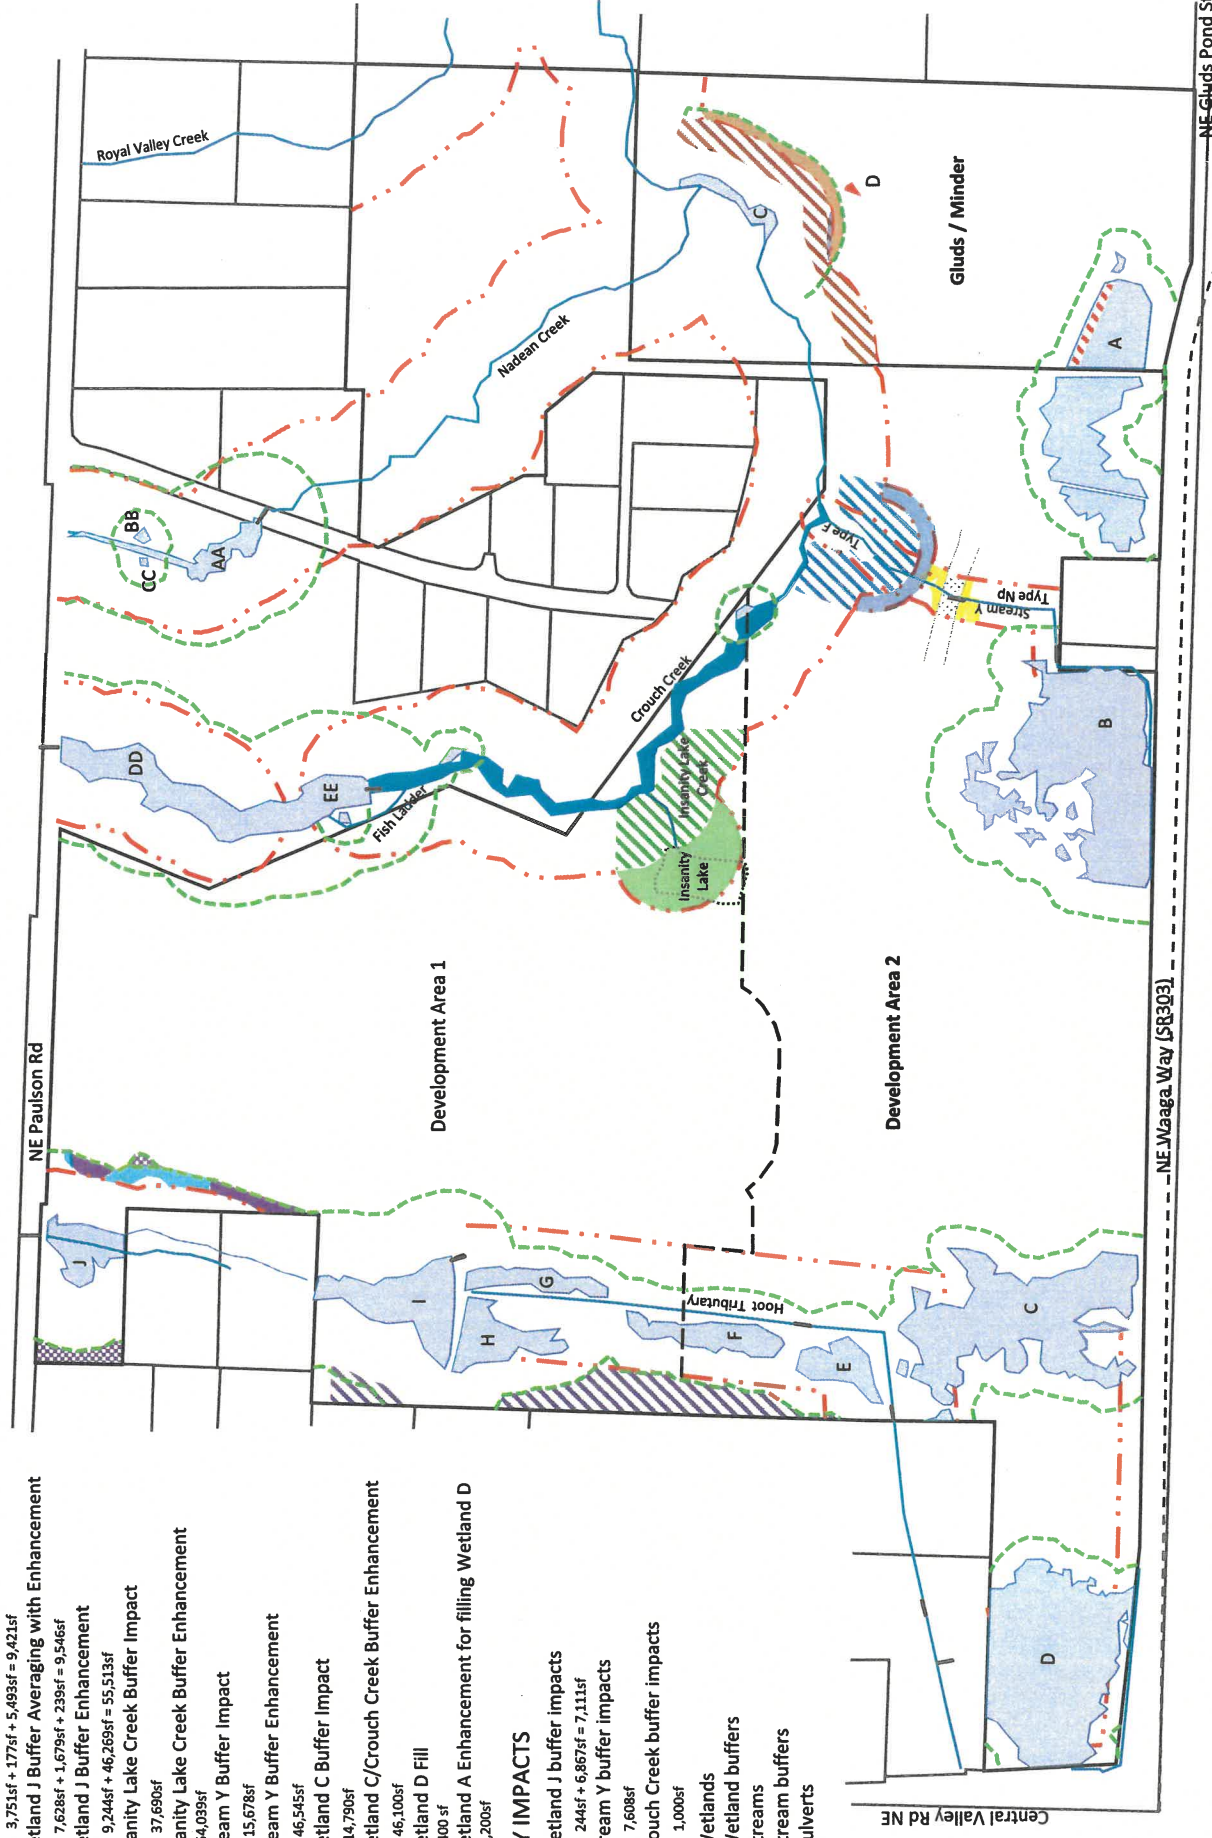 3,751sf + 177sf + 5,493sf = 9,421sf
etland J Buffer Averaging with Enhancement
7,628sf + 1,679sf + 239sf = 9,546sf
etland J Buffer Enhancement
9,244sf + 46,269sf = 55,513sf
anity Lake Creek Buffer Impact
37,690sf
anity Lake Creek Buffer Enhancement
54,039sf
eam Y Buffer Impact
15,678sf
eam Y Buffer Enhancement
46,545sf
etland C Buffer Impact
14,790sf
etland C/Crouch Creek Buffer Enhancement
46,100sf
etland D Fill
400 sf
etland A Enhancement for filling Wetland D
,200sf
Y IMPACTS
etland J buffer impacts
244sf + 6,867sf = 7,111sf
ream Y buffer impacts
7,608sf
ouch Creek buffer impacts
1,000sf
Wetlands
Wetland buffers
treams
tream buffers
ulverts
NE Paulson Rd
Royal Valley Creek
Nadean Creek
Crouch Creek
Fish Ladder
Insanity Lake
Creek
Insanity
Lake
Type F
Stream Y
Type Np
Hoot Tributary
Development Area 1
Development Area 2
Gluds / Minder
NE Waaga Way (SR303)
NE Gluds Pond St
Central Valley Rd NE
BB
CC
AA
DD
EE
J
I
H
G
F
E
C
D
B
A
C
D